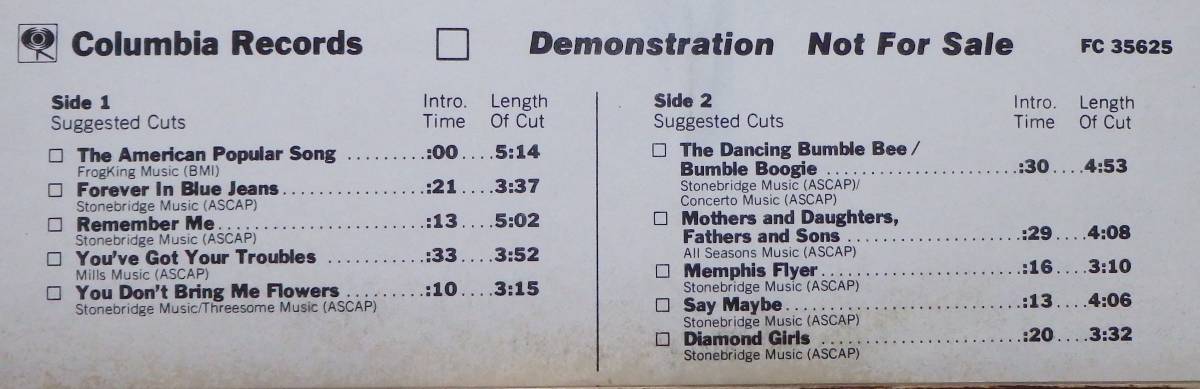 Columbia Records Demonstration Not For Sale FC 35625
Side 1 Intro. Length
Suggested Cuts Time Of Cut
The American Popular Song .........:00....5:14
FrogKing Music (BMI)
Forever In Blue Jeans................:21....3:37
Stonebridge Music (ASCAP)
Remember Me.......................:13....5:02
Stonebridge Music (ASCAP)
You've Got Your Troubles ...........:33....3:52
Mills Music (ASCAP)
You Don't Bring Me Flowers.........:10....3:15
Stonebridge Music/Threesome Music (ASCAP)
Side 2 Intro. Length
Suggested Cuts Time Of Cut
The Dancing Bumble Bee/
Bumble Boogie .....................:30....4:53
Stonebridge Music (ASCAP)/
Concerto Music (ASCAP)
Mothers and Daughters,
Fathers and Sons ...................:29....4:08
All Seasons Music (ASCAP)
Memphis Flyer......................:16....3:10
Stonebridge Music (ASCAP)
Say Maybe..........................:13....4:06
Stonebridge Music (ASCAP)
Diamond Girls ......................:20....3:32
Stonebridge Music (ASCAP)